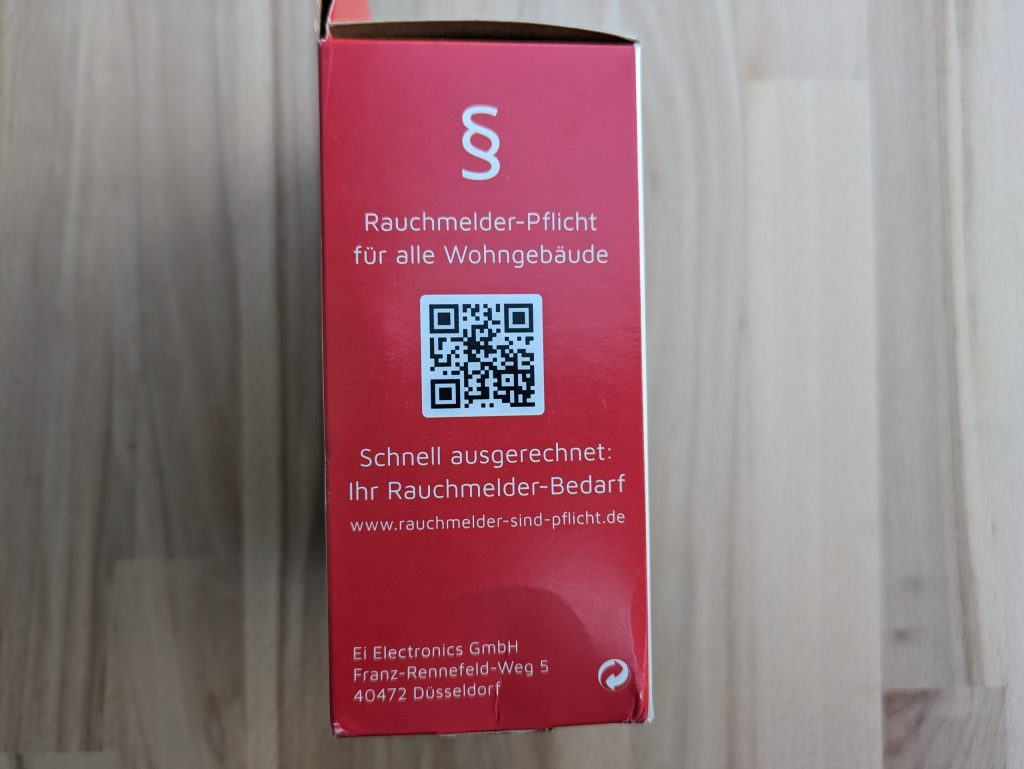 §
Rauchmelder-Pflicht
für alle Wohngebäude
Schnell ausgerechnet:
Ihr Rauchmelder-Bedarf
www.rauchmelder-sind-pflicht.de
Ei Electronics GmbH
Franz-Rennefeld-Weg 5
40472 Düsseldorf